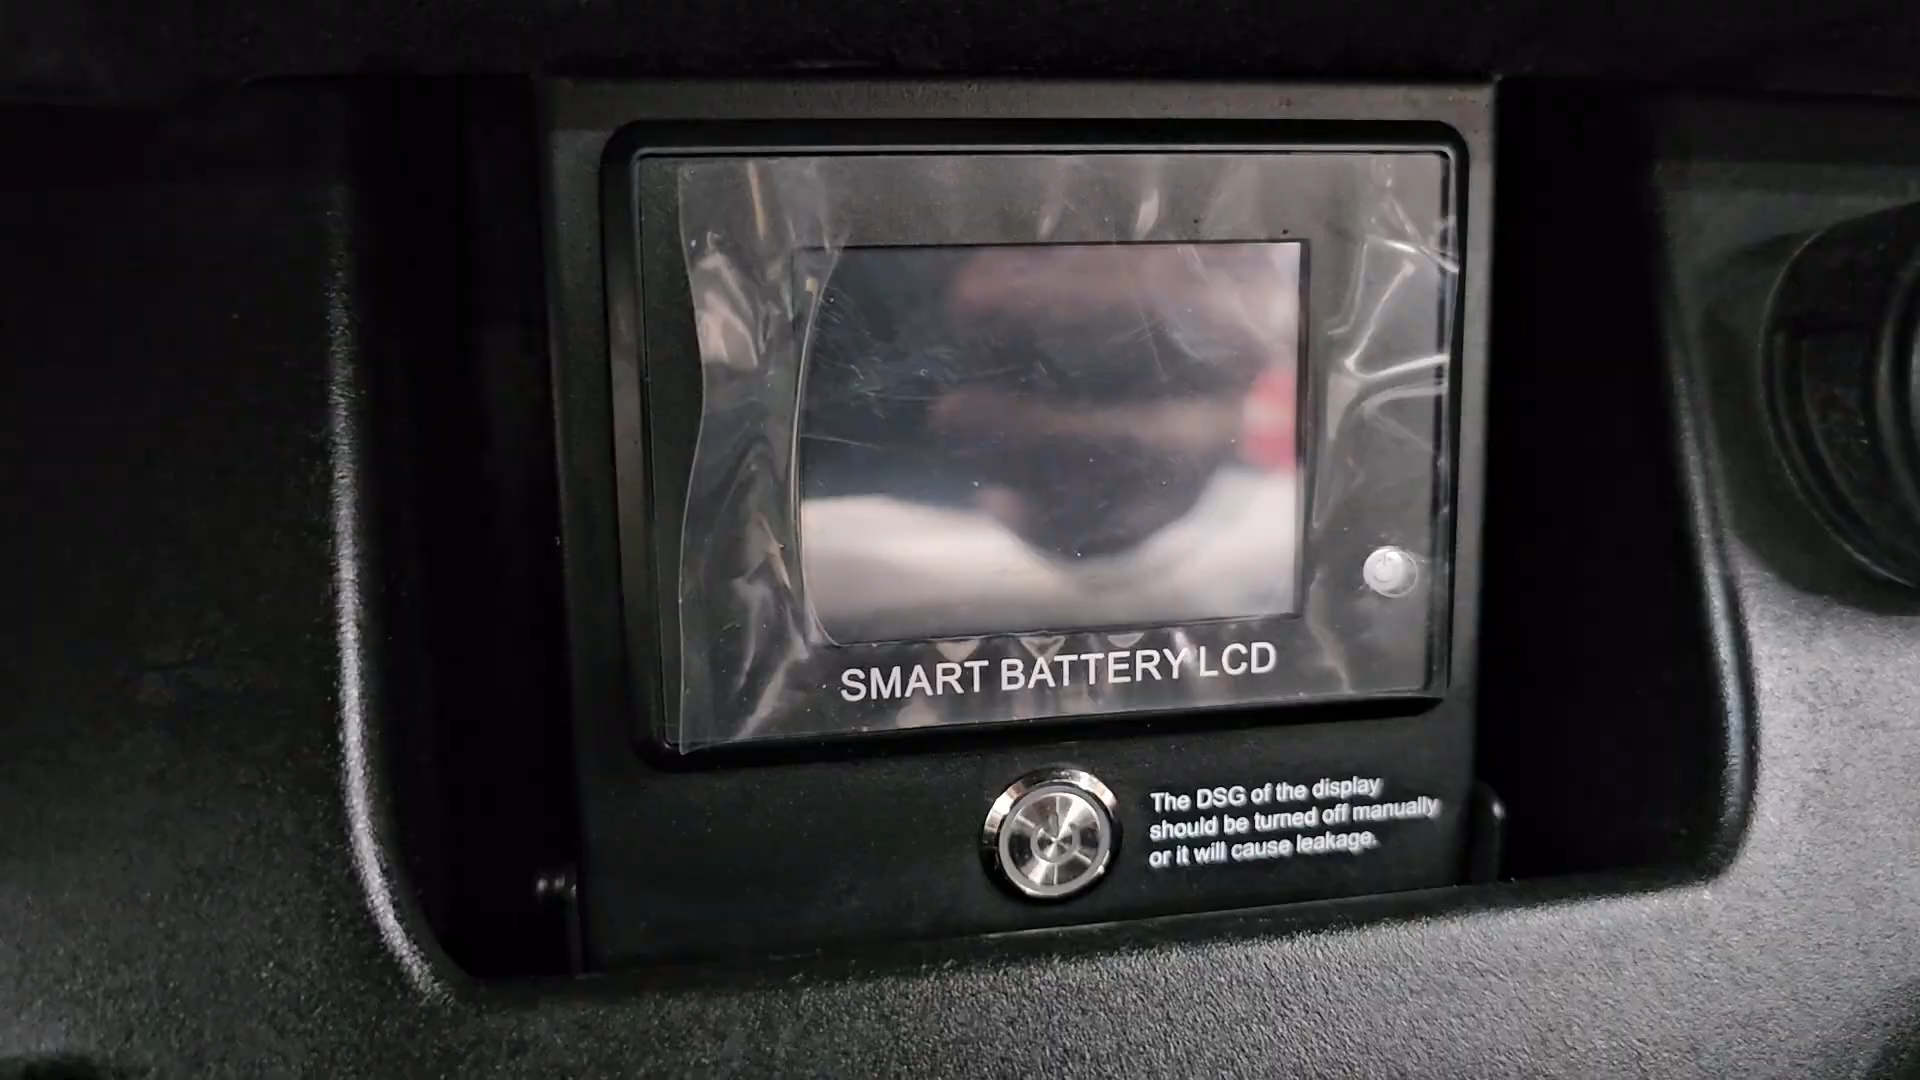 SMART BATTERY LCD
The DSG of the display
should be turned off manually
or it will cause leakage.